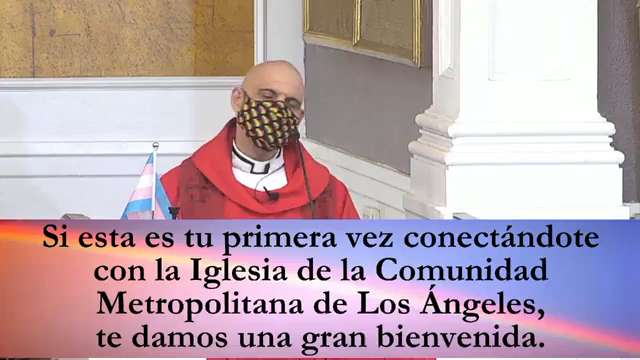 Si esta es tu primera vez conectándote
con la Iglesia de la Comunidad
Metropolitana de Los Ángeles,
te damos una gran bienvenida.